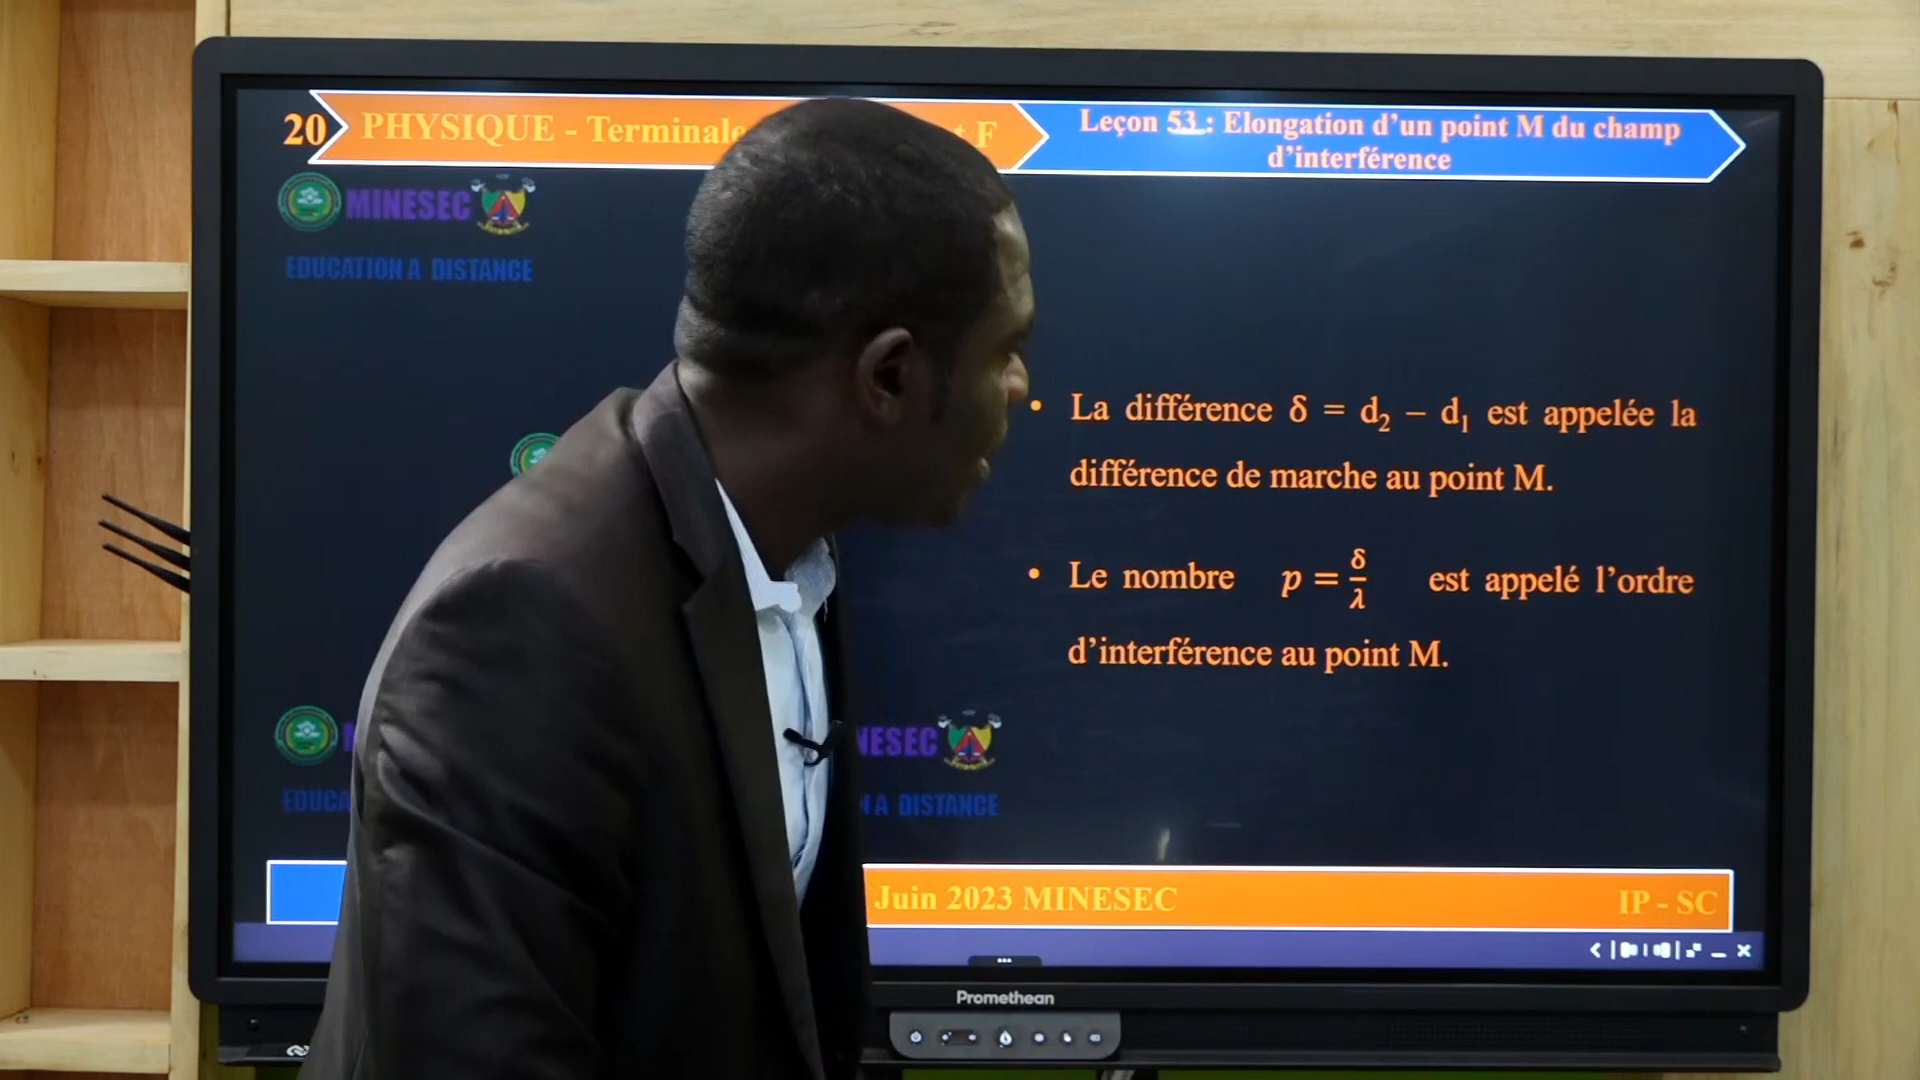 20
PHYSIQUE - Terminale F
Leçon 53 : Elongation d’un point M du champ
d’interférence
MINESEC
EDUCATION A DISTANCE
• La différence δ = d₂ – d₁ est appelée la
différence de marche au point M.
• Le nombre p = δ/λ est appelé l’ordre
d’interférence au point M.
NESEC
A DISTANCE
Juin 2023 MINESEC
IP - SC
Promethean